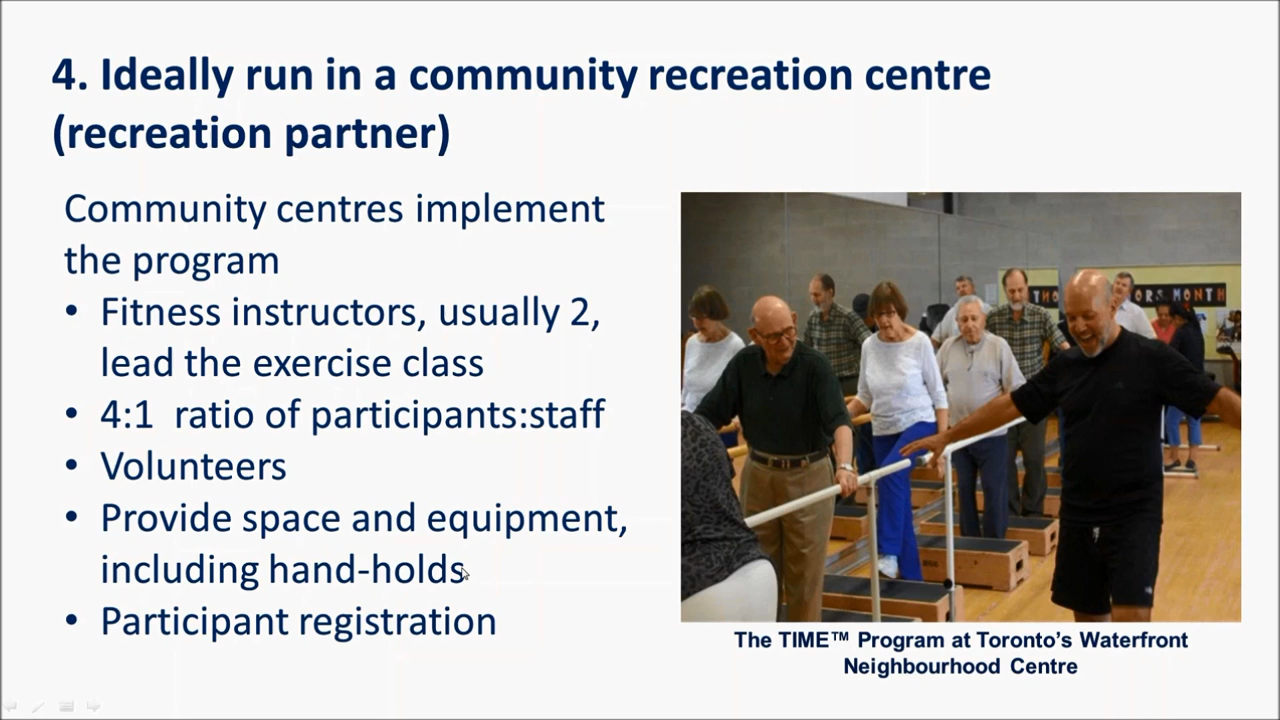 4. Ideally run in a community recreation centre
(recreation partner)
Community centres implement
the program
• Fitness instructors, usually 2,
lead the exercise class
• 4:1 ratio of participants:staff
• Volunteers
• Provide space and equipment,
including hand-holds
• Participant registration
MONTH
The TIME™ Program at Toronto's Waterfront
Neighbourhood Centre